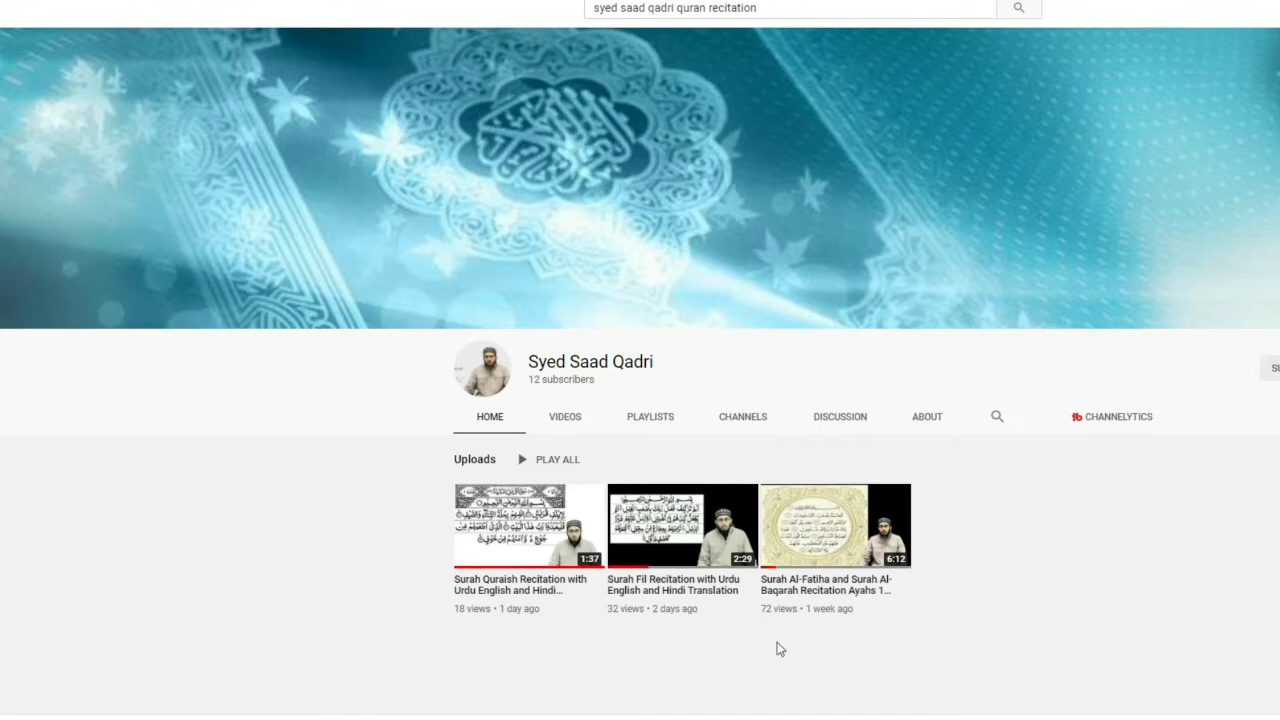 syed saad qadri quran recitation
Syed Saad Qadri
12 subscribers
HOME
VIDEOS
PLAYLISTS
CHANNELS
DISCUSSION
ABOUT
CHANNELYTICS
Uploads
PLAY ALL
1:37
2:29
6:12
Surah Quraish Recitation with
Urdu English and Hindi...
18 views • 1 day ago
Surah Fil Recitation with Urdu
English and Hindi Translation
32 views • 2 days ago
Surah Al-Fatiha and Surah Al-
Baqarah Recitation Ayahs 1...
72 views • 1 week ago